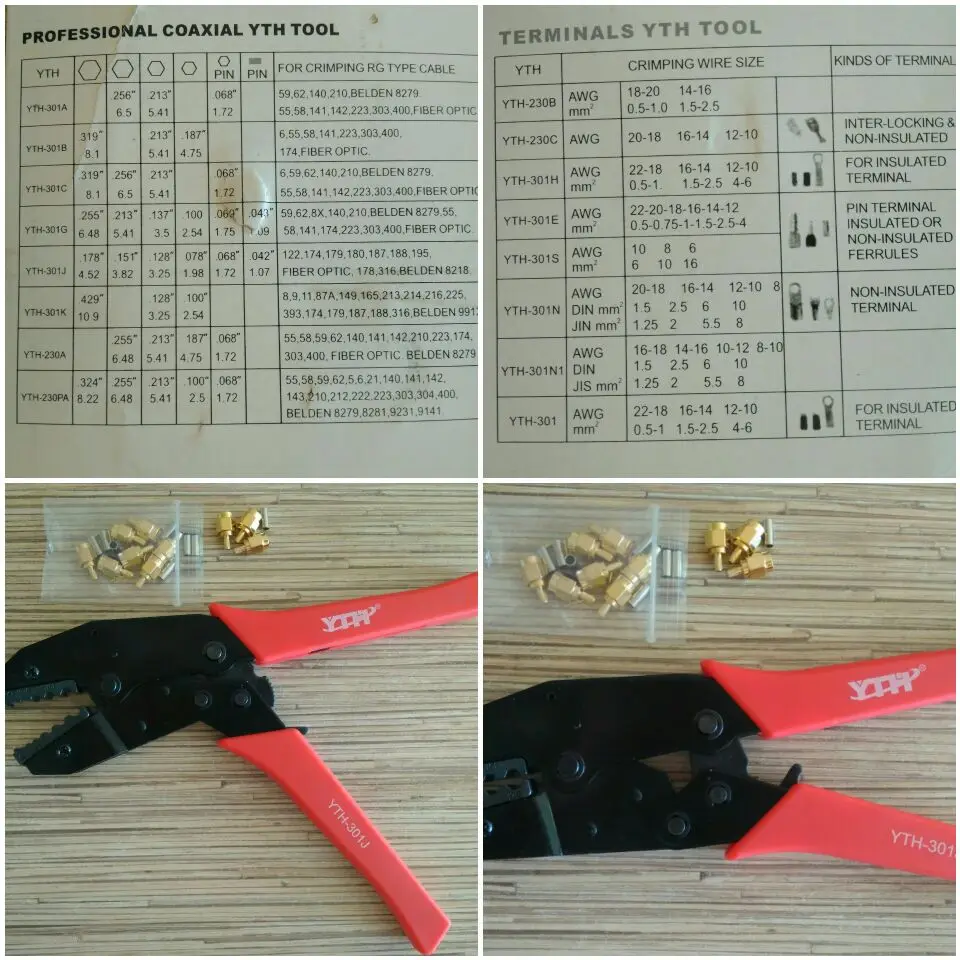 PROFESSIONAL COAXIAL YTH TOOL
YTH PIN PIN FOR CRIMPING RG TYPE CABLE
YTH-301A .256" .213" .068" 59,62,140,210,BELDEN 8279.
6.5 5.41 1.72 55,58,141,142,223,303,400,FIBER OPTIC.
YTH-301B 319" .213" .187" 6,55,58,141,223,303,400,
8.1 5.41 4.75 174,FIBER OPTIC.
YTH-301C .319" .256" .213" .068" 6,59,62,140,210,BELDEN 8279.
8.1 6.5 5.41 1.72 55,58,141,142,223,303,400,FIBER OPTIC
YTH-301G .255" .213" .137" .100 .069" .043" 59,62,8X,140,210,BELDEN 8279.55,
6.48 5.41 3.5 2.54 1.75 1.09 58,141,174,223,303,400,FIBER OPTIC.
YTH-301J .178" .151" .128" 078" .068" .042" 122,174,179,180,187,188,195,
4.52 3.82 3.25 1.98 1.72 1.07 FIBER OPTIC, 178,316,BELDEN 8218.
YTH-301K 429" .128" .100" 8,9,11,87A,149,165,213,214,216,225,
10.9 3.25 2.54 393,174,179,187,188,316,BELDEN 991
YTH-230A .255" .213" 187" .068" 55,58,59,62,140,141,142,210,223,174,
6.48 5.41 4.75 1.72 303,400, FIBER OPTIC. BELDEN 8279
YTH-230PA .324" .255" .213" .100" .068" 55,58,59,62,5,6,21,140,141,142,
8.22 6.48 5.41 2.5 1.72 143,210,212,222,223,303,304,400,
BELDEN 8279,8281,9231,9141.
TERMINALS YTH TOOL
YTH CRIMPING WIRE SIZE KINDS OF TERMINAL
YTH-230B AWG 18-20 14-16
mm² 0.5-1.0 1.5-2.5
YTH-230C AWG 20-18 16-14 12-10 INTER-LOCKING &
NON-INSULATED
YTH-301H AWG 22-18 16-14 12-10 FOR INSULATED
mm² 0.5-1. 1.5-2.5 4-6 TERMINAL
YTH-301E AWG 22-20-18-16-14-12 PIN TERMINAL
mm² 0.5-0.75-1-1.5-2.5-4 INSULATED OR
YTH-301S AWG 10 8 6 NON-INSULATED
mm² 6 10 16 FERRULES
YTH-301N AWG 20-18 16-14 12-10 8 NON-INSULATED
DIN mm² 1.5 2.5 6 10 TERMINAL
JIN mm² 1.25 2 5.5 8
YTH-301N1 AWG 16-18 14-16 10-12 8-10
DIN 1.5 2.5 6 10
JIS mm² 1.25 2 5.5 8
YTH-301 AWG 22-18 16-14 12-10 FOR INSULATED
mm² 0.5-1 1.5-2.5 4-6 TERMINAL
YTH®
YTH-301J
YTH®
YTH-301